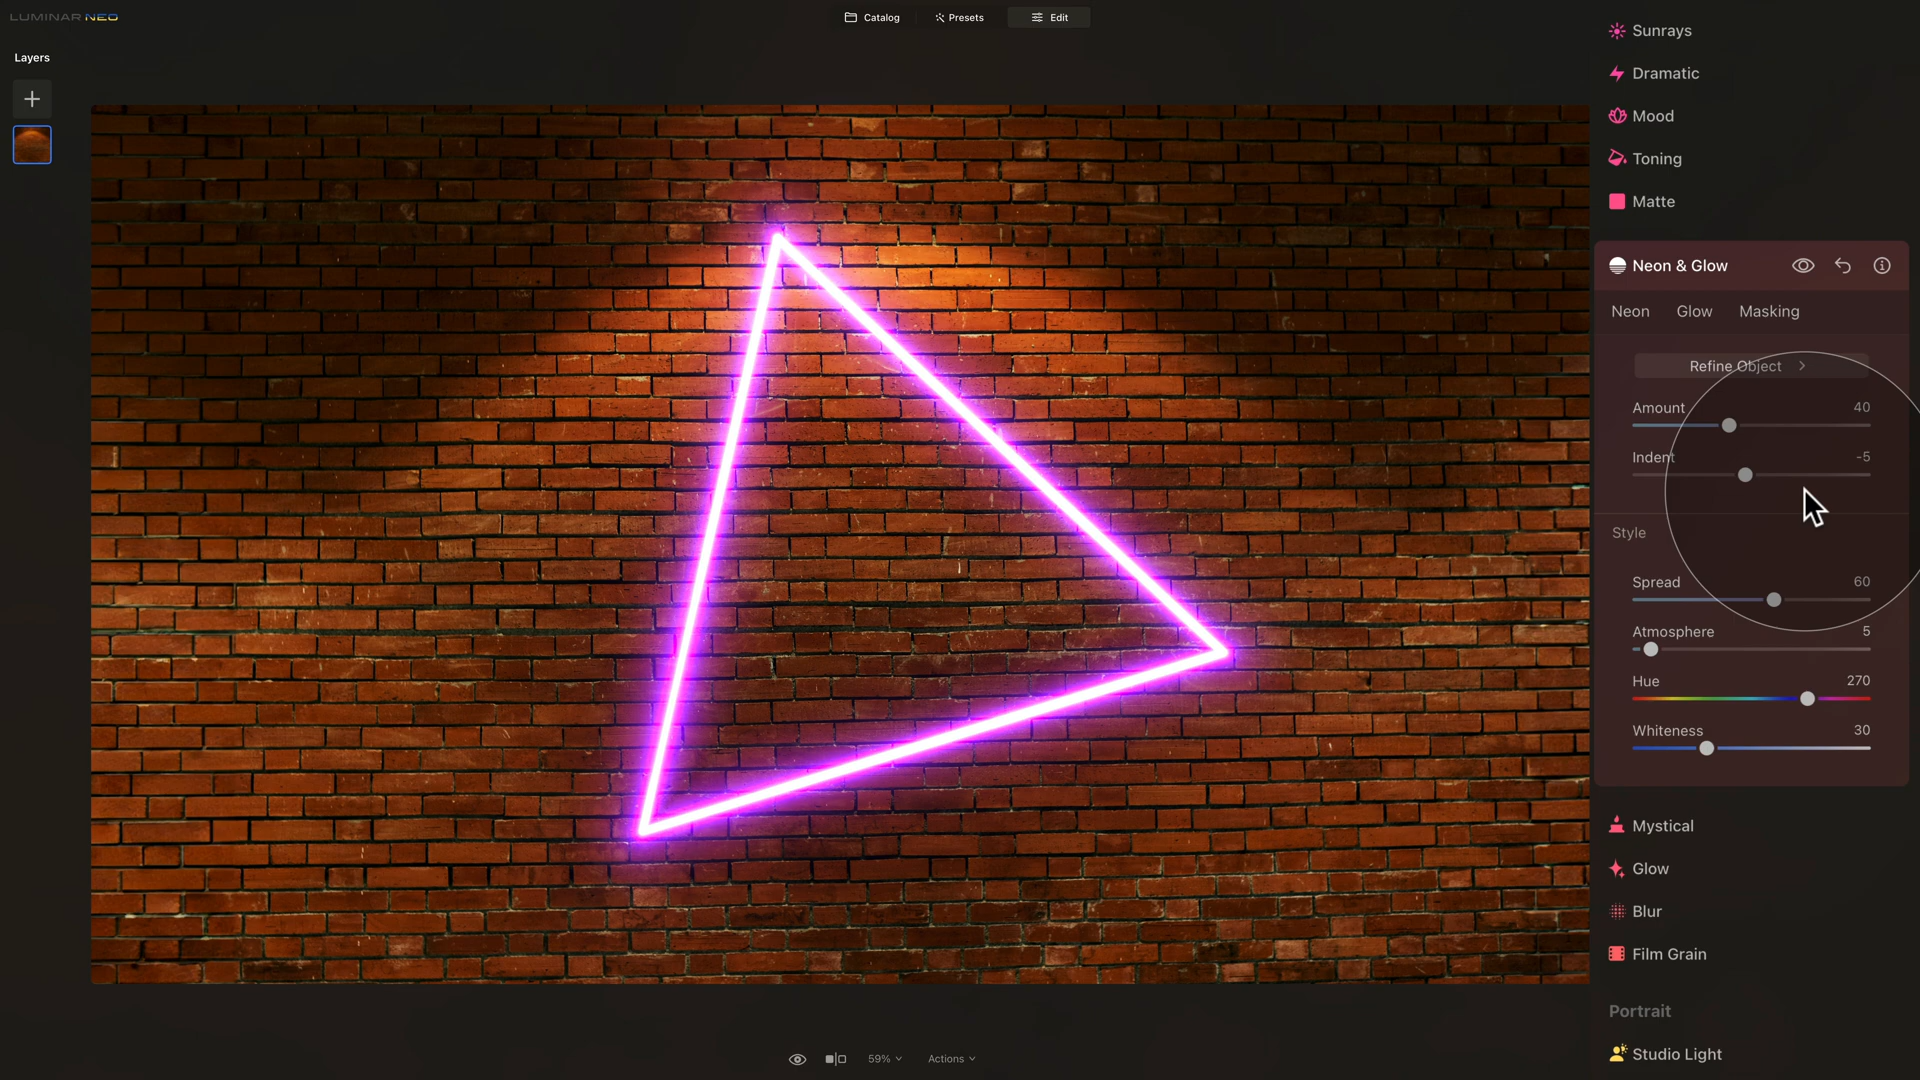 LUMINAR NEO
Catalog
Presets
Edit
Layers
Sunrays
Dramatic
Mood
Toning
Matte
Neon & Glow
Neon Glow Masking
Refine Object
Amount 40
Indent -5
Style
Spread 60
Atmosphere 5
Hue 270
Whiteness 30
Mystical
Glow
Blur
Film Grain
Portrait
Studio Light
59%
Actions